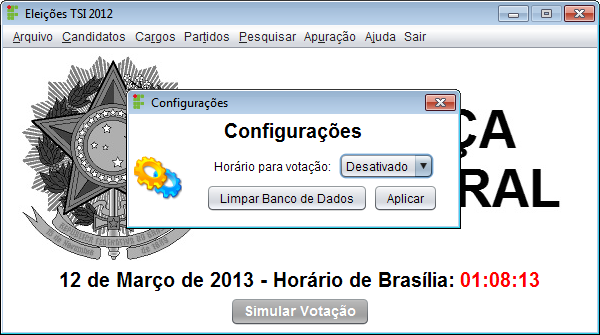 Eleições TSI 2012
Arquivo Candidatos Cargos Partidos Pesquisar Apuração Ajuda Sair
Configurações
Configurações
Horário para votação: Desativado
Limpar Banco de Dados Aplicar
ÇA
RAL
12 de Março de 2013 - Horário de Brasília: 01:08:13
Simular Votação